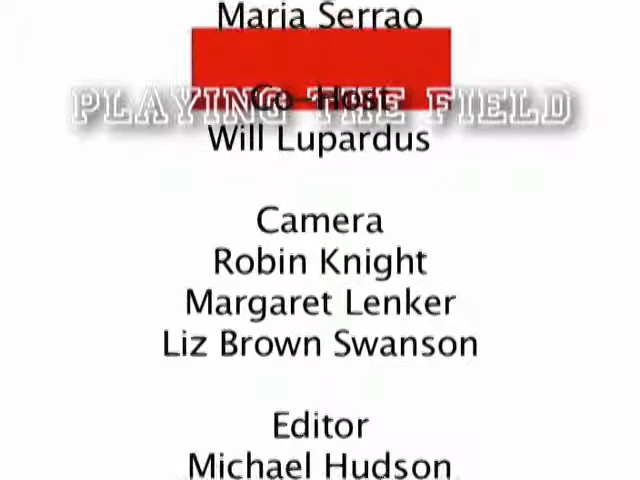 Maria Serrao
Co-Host
PLAYING THE FIELD
Will Lupardus
Camera
Robin Knight
Margaret Lenker
Liz Brown Swanson
Editor
Michael Hudson